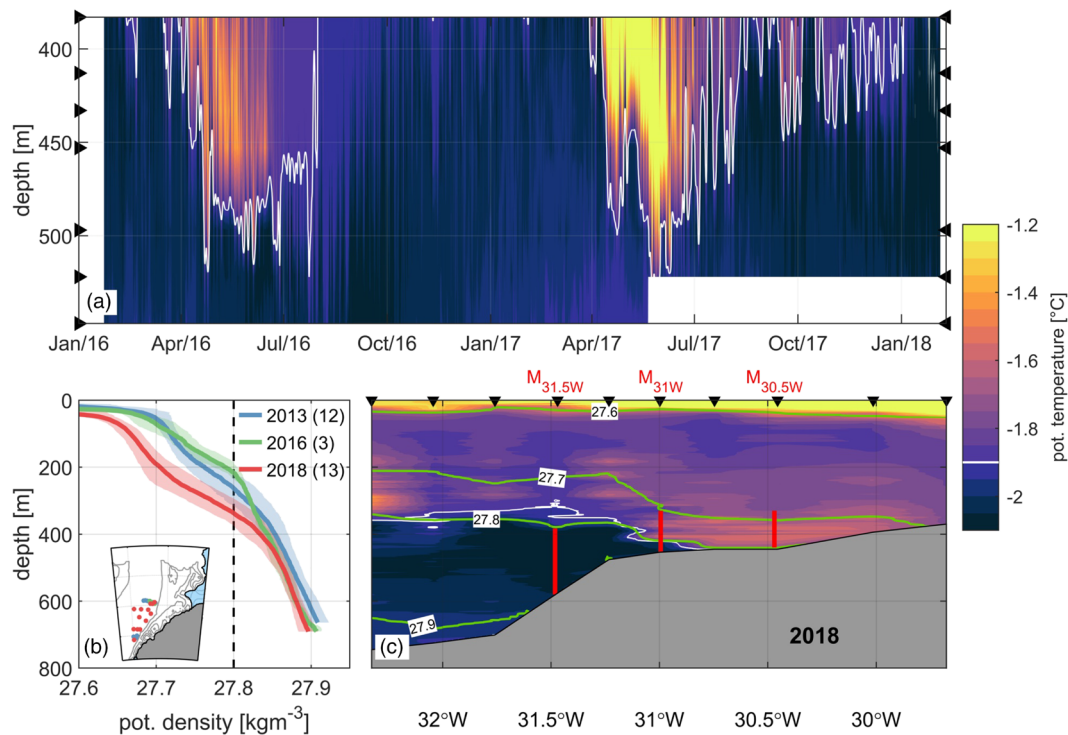 400
450
500
depth [m]
(a)
Jan/16 Apr/16 Jul/16 Oct/16 Jan/17 Apr/17 Jul/17 Oct/17 Jan/18
-1.2
-1.4
-1.6
-1.8
-2
pot. temperature [°C]
0
200
400
600
800
depth [m]
2013 (12)
2016 (3)
2018 (13)
(b)
27.6 27.7 27.8 27.9
pot. density [kgm-3]
M31.5W M31W M30.5W
27.6
27.7
27.8
27.9
(c)
2018
32°W 31.5°W 31°W 30.5°W 30°W